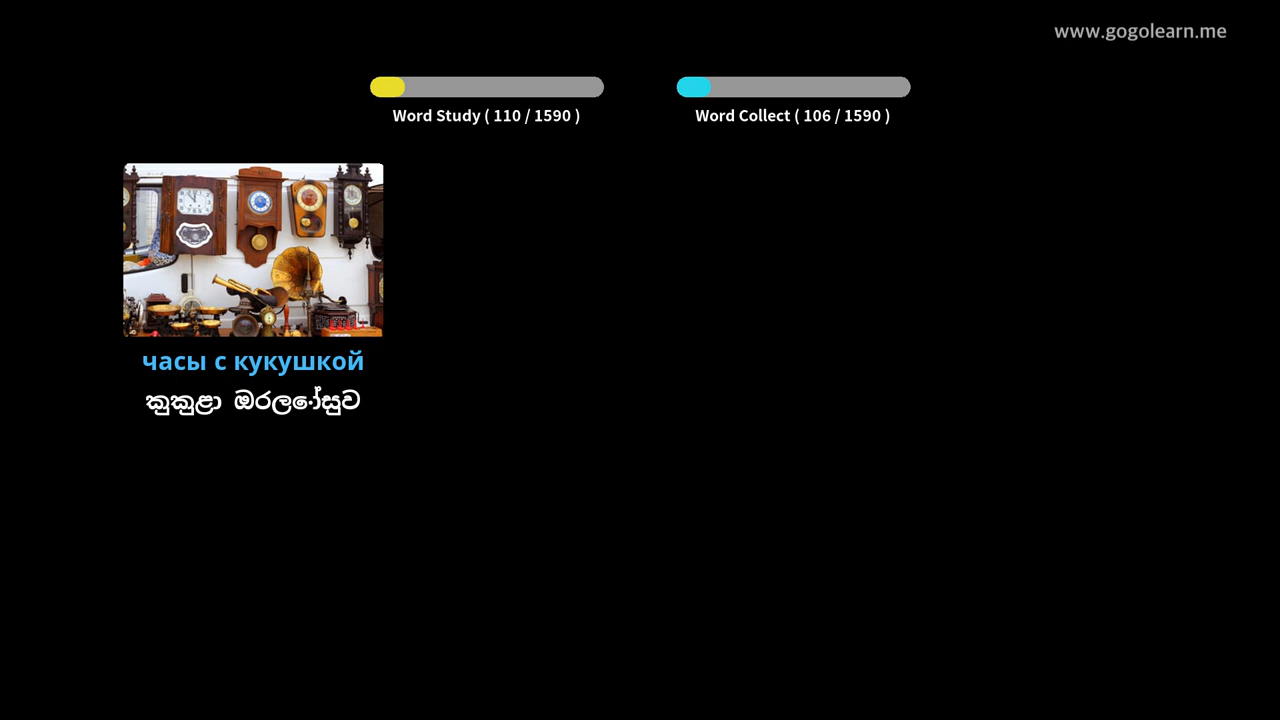 www.gogolearn.me
Word Study ( 110 / 1590 )
Word Collect ( 106 / 1590 )
часы с кукушкой
කුකුළා ඔරලෝසුව